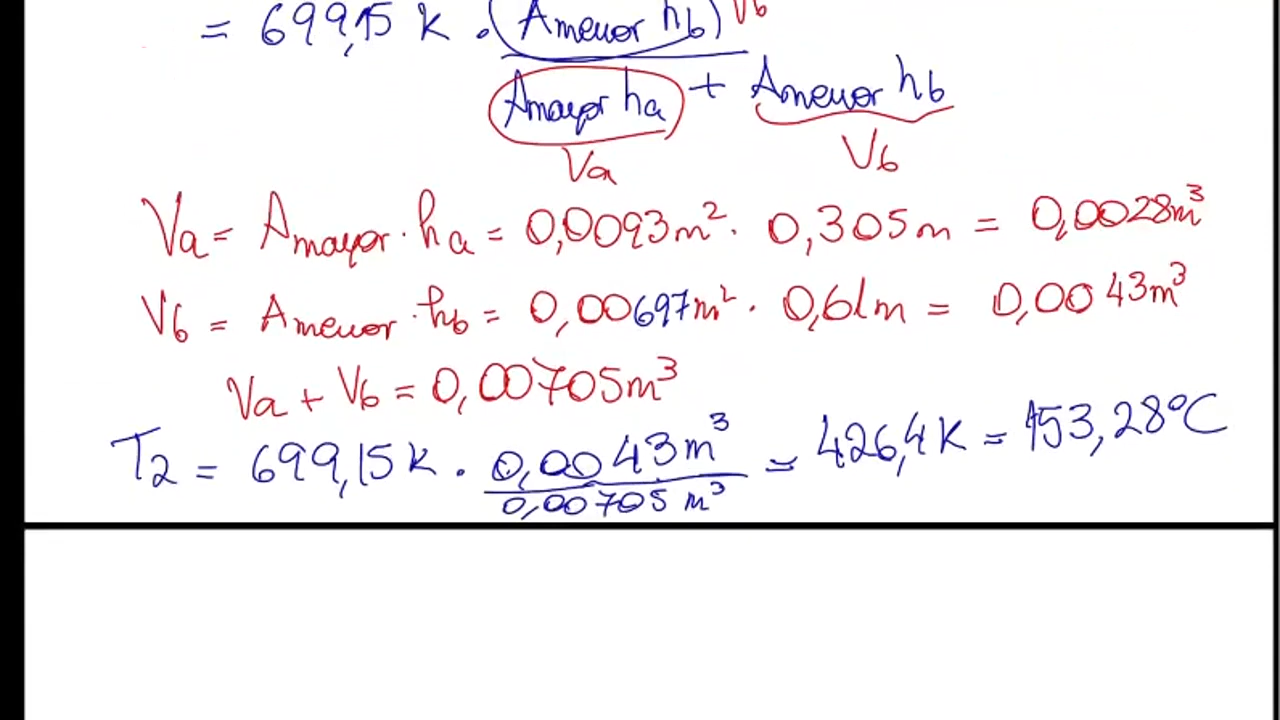 = 699,15 K · (Amenor hb) Vb
Amayor ha + Amenor hb
Va Vb
Va = Amayor · ha = 0,0093m² · 0,305m = 0,0028m³
Vb = Amenor · hb = 0,00697m² · 0,61m = 0,0043m³
Va + Vb = 0,00705m³
T2 = 699,15 K · 0,0043m³ / 0,00705 m³ = 426,4K = 153,28°C